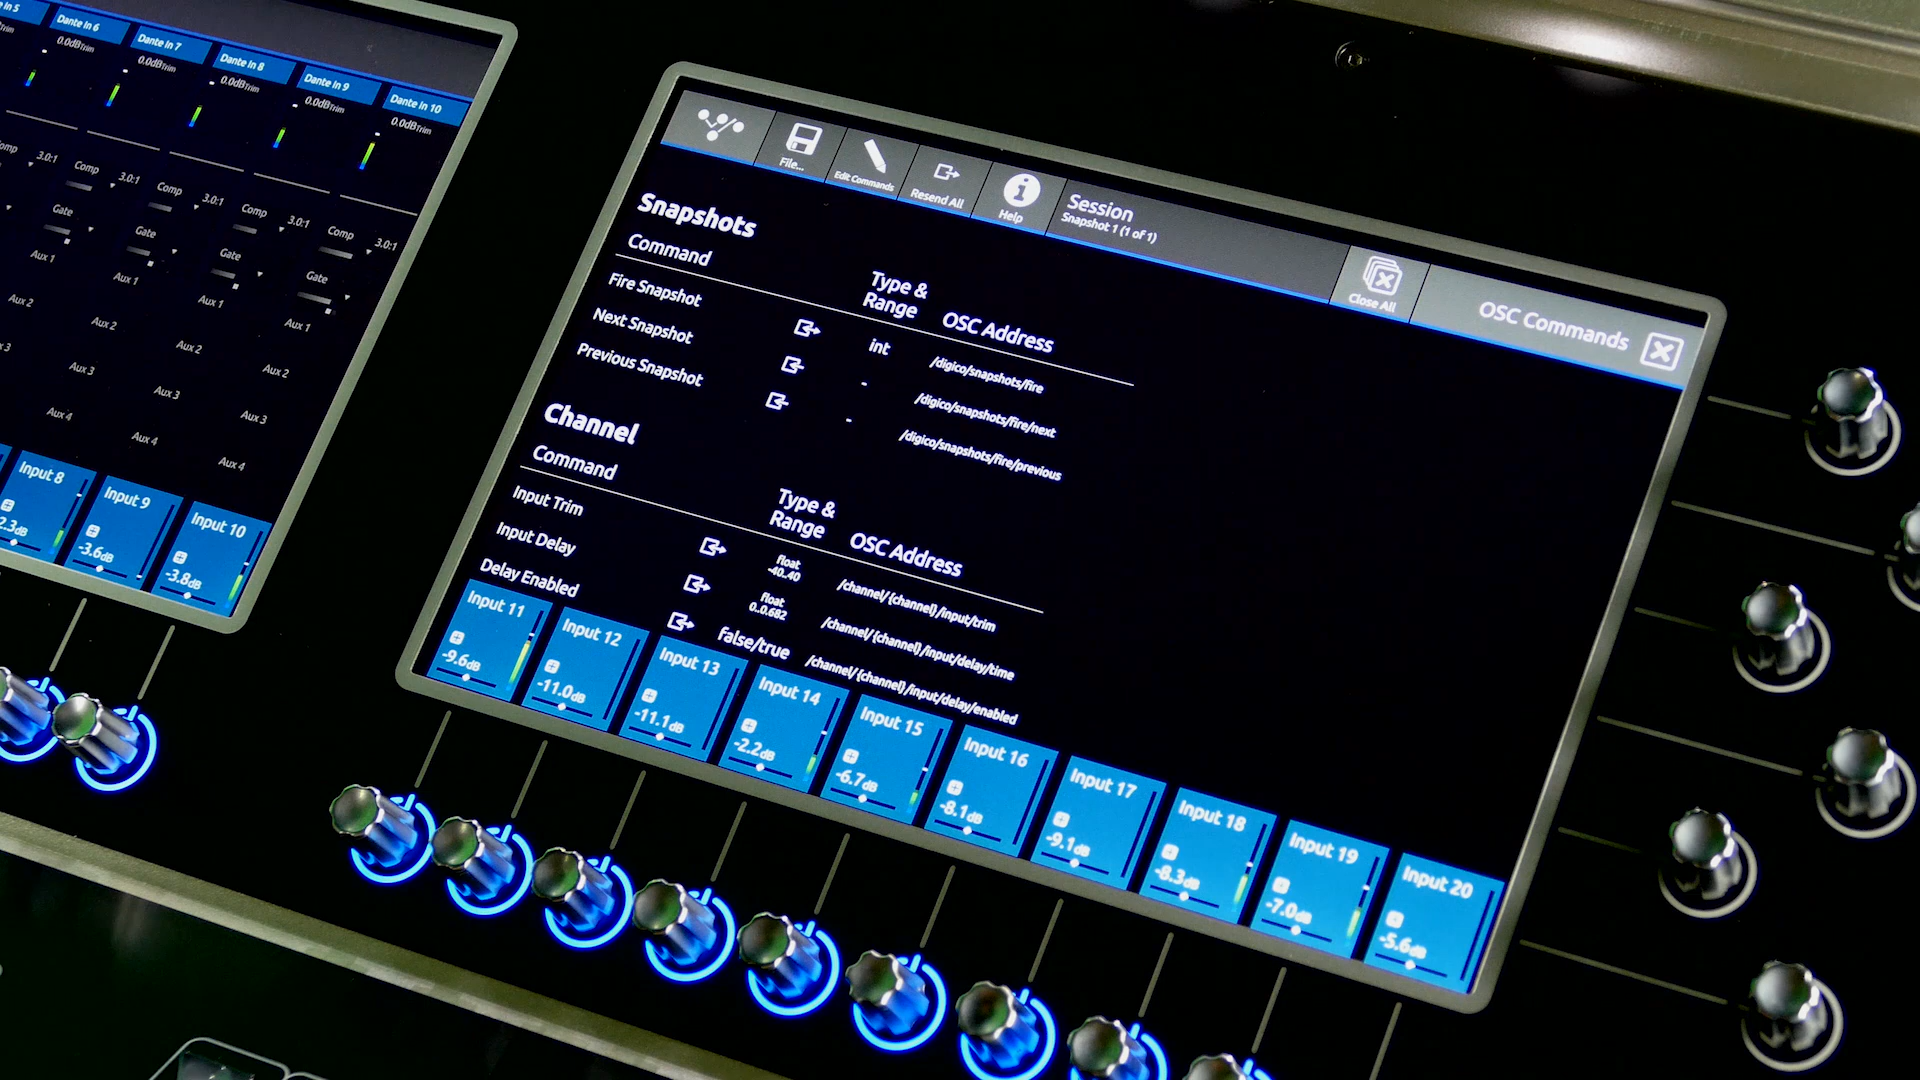 Dante In 6
0.0dBTrim
Dante In 7
0.0dBTrim
Dante In 8
0.0dBTrim
Dante In 9
0.0dBTrim
Dante In 10
0.0dBTrim
3.0:1
Comp
3.0:1
Comp
3.0:1
Comp
3.0:1
Comp
3.0:1
Gate
Gate
Gate
Gate
Aux 1
Aux 1
Aux 1
Aux 1
Aux 2
Aux 2
Aux 2
Aux 2
Aux 3
Aux 3
Aux 3
Aux 4
Aux 4
Aux 4
Input 8
Input 9
-3.6dB
Input 10
-3.8dB
File...
Edit Commands
Resend All
Help
Session
Snapshot 1 (1 of 1)
Close All
OSC Commands
Snapshots
Command
Type &
Range
OSC Address
Fire Snapshot
int
/digico/snapshots/fire
Next Snapshot
-
/digico/snapshots/fire/next
Previous Snapshot
-
/digico/snapshots/fire/previous
Channel
Command
Type &
Range
OSC Address
Input Trim
float
-40..40
/channel/{channel}/input/trim
Input Delay
float
0..0.682
/channel/{channel}/input/delay/time
Delay Enabled
false/true
/channel/{channel}/input/delay/enabled
Input 11
-9.6dB
Input 12
-11.0dB
Input 13
-11.1dB
Input 14
-2.2dB
Input 15
-6.7dB
Input 16
-8.1dB
Input 17
-9.1dB
Input 18
-8.3dB
Input 19
-7.0dB
Input 20
-5.6dB